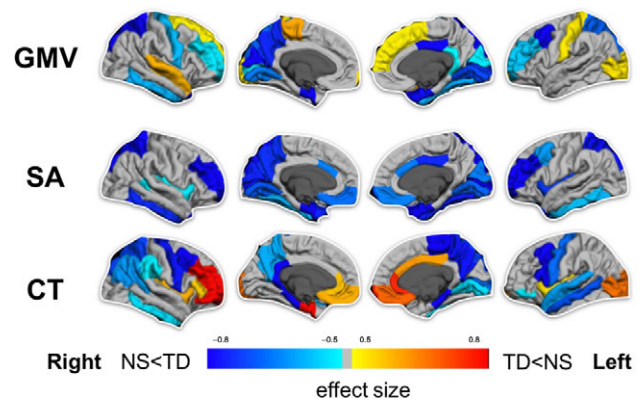 GMV
SA
CT
-0.8 -0.5 0.5 0.8
Right NS<TD TD<NS Left
effect size